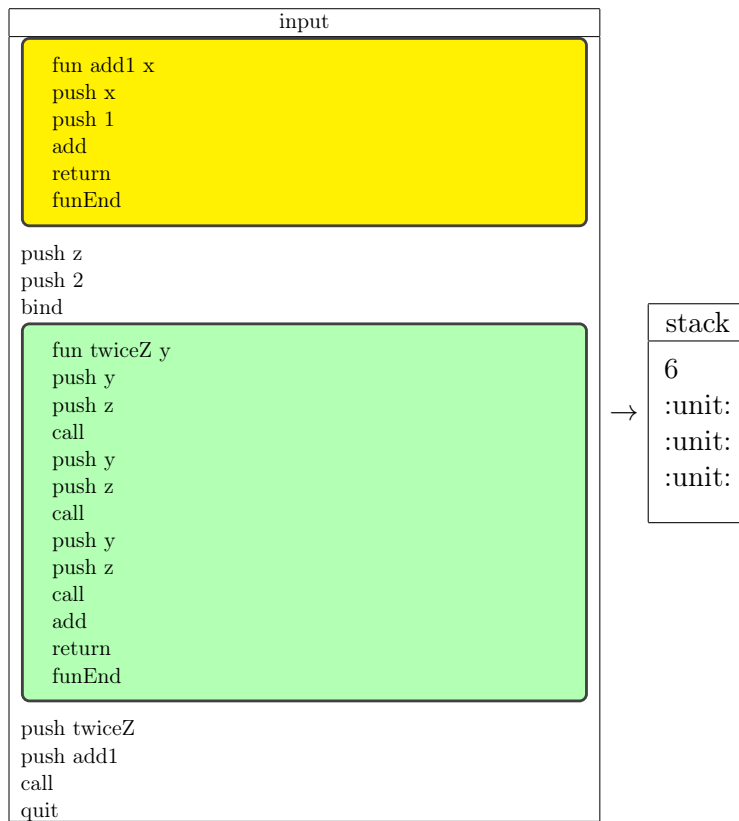 input
fun add1 x
push x
push 1
add
return
funEnd
push z
push 2
bind
fun twiceZ y
push y
push z
call
push y
push z
call
push y
push z
call
add
return
funEnd
push twiceZ
push add1
call
quit
→
stack
6
:unit:
:unit:
:unit: